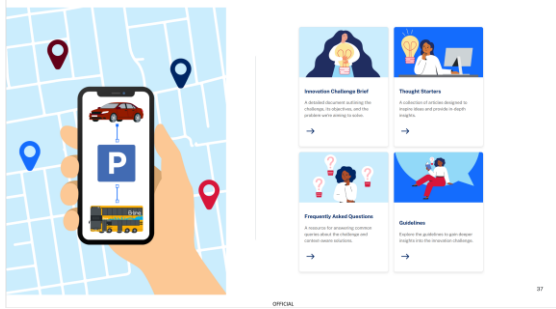 P
Innovation Challenge Brief
A detailed document outlining the
challenge, its objectives, and the
problem we're aiming to solve.
Thought Starters
A collection of articles designed to
inspire ideas and provide in-depth
insights.
Frequently Asked Questions
A resource for answering common
queries about the challenge and
context-aware solutions.
Guidelines
Explore the guidelines to gain deeper
insights into the innovation challenge.
37
OFFICIAL